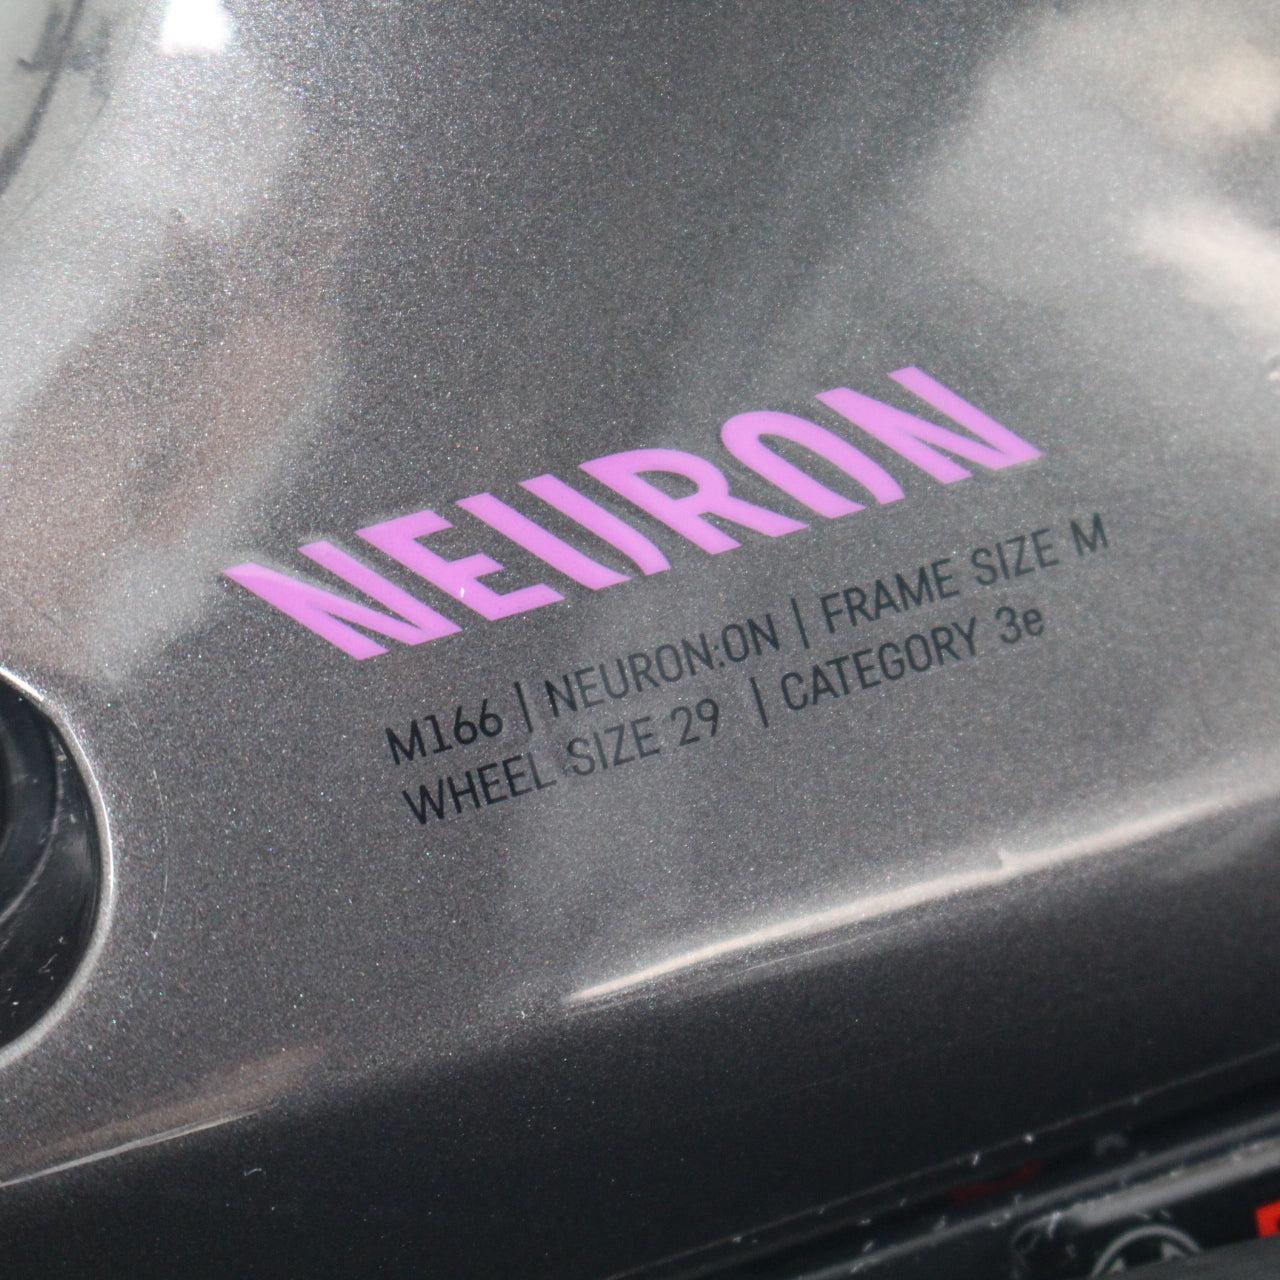 NEURON
M166 | NEURON:ON | FRAME SIZE M
WHEEL SIZE 29 | CATEGORY 3e